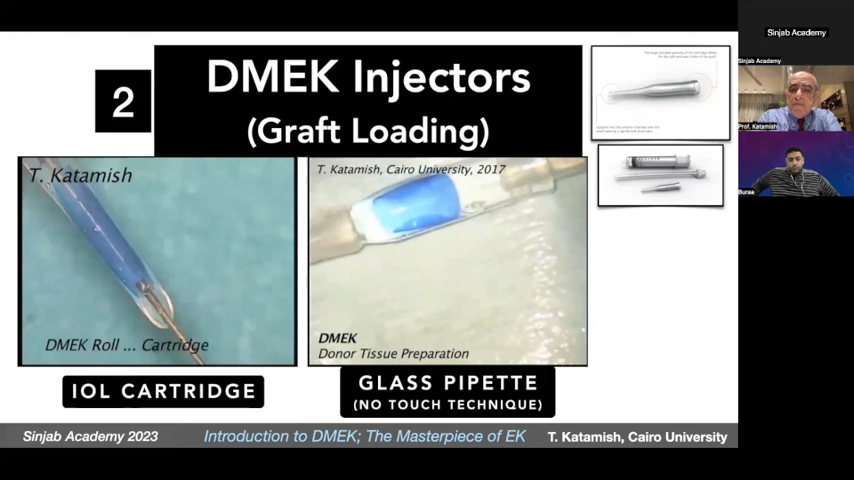 2
DMEK Injectors
(Graft Loading)
T. Katamish
DMEK Roll ... Cartridge
IOL CARTRIDGE
T. Katamish, Cairo University, 2017
DMEK
Donor Tissue Preparation
GLASS PIPETTE
(NO TOUCH TECHNIQUE)
Sinjab Academy 2023
Introduction to DMEK; The Masterpiece of EK
T. Katamish, Cairo University
Sinjab Academy
Sinjab Academy
Prof. Katamish
Buraa